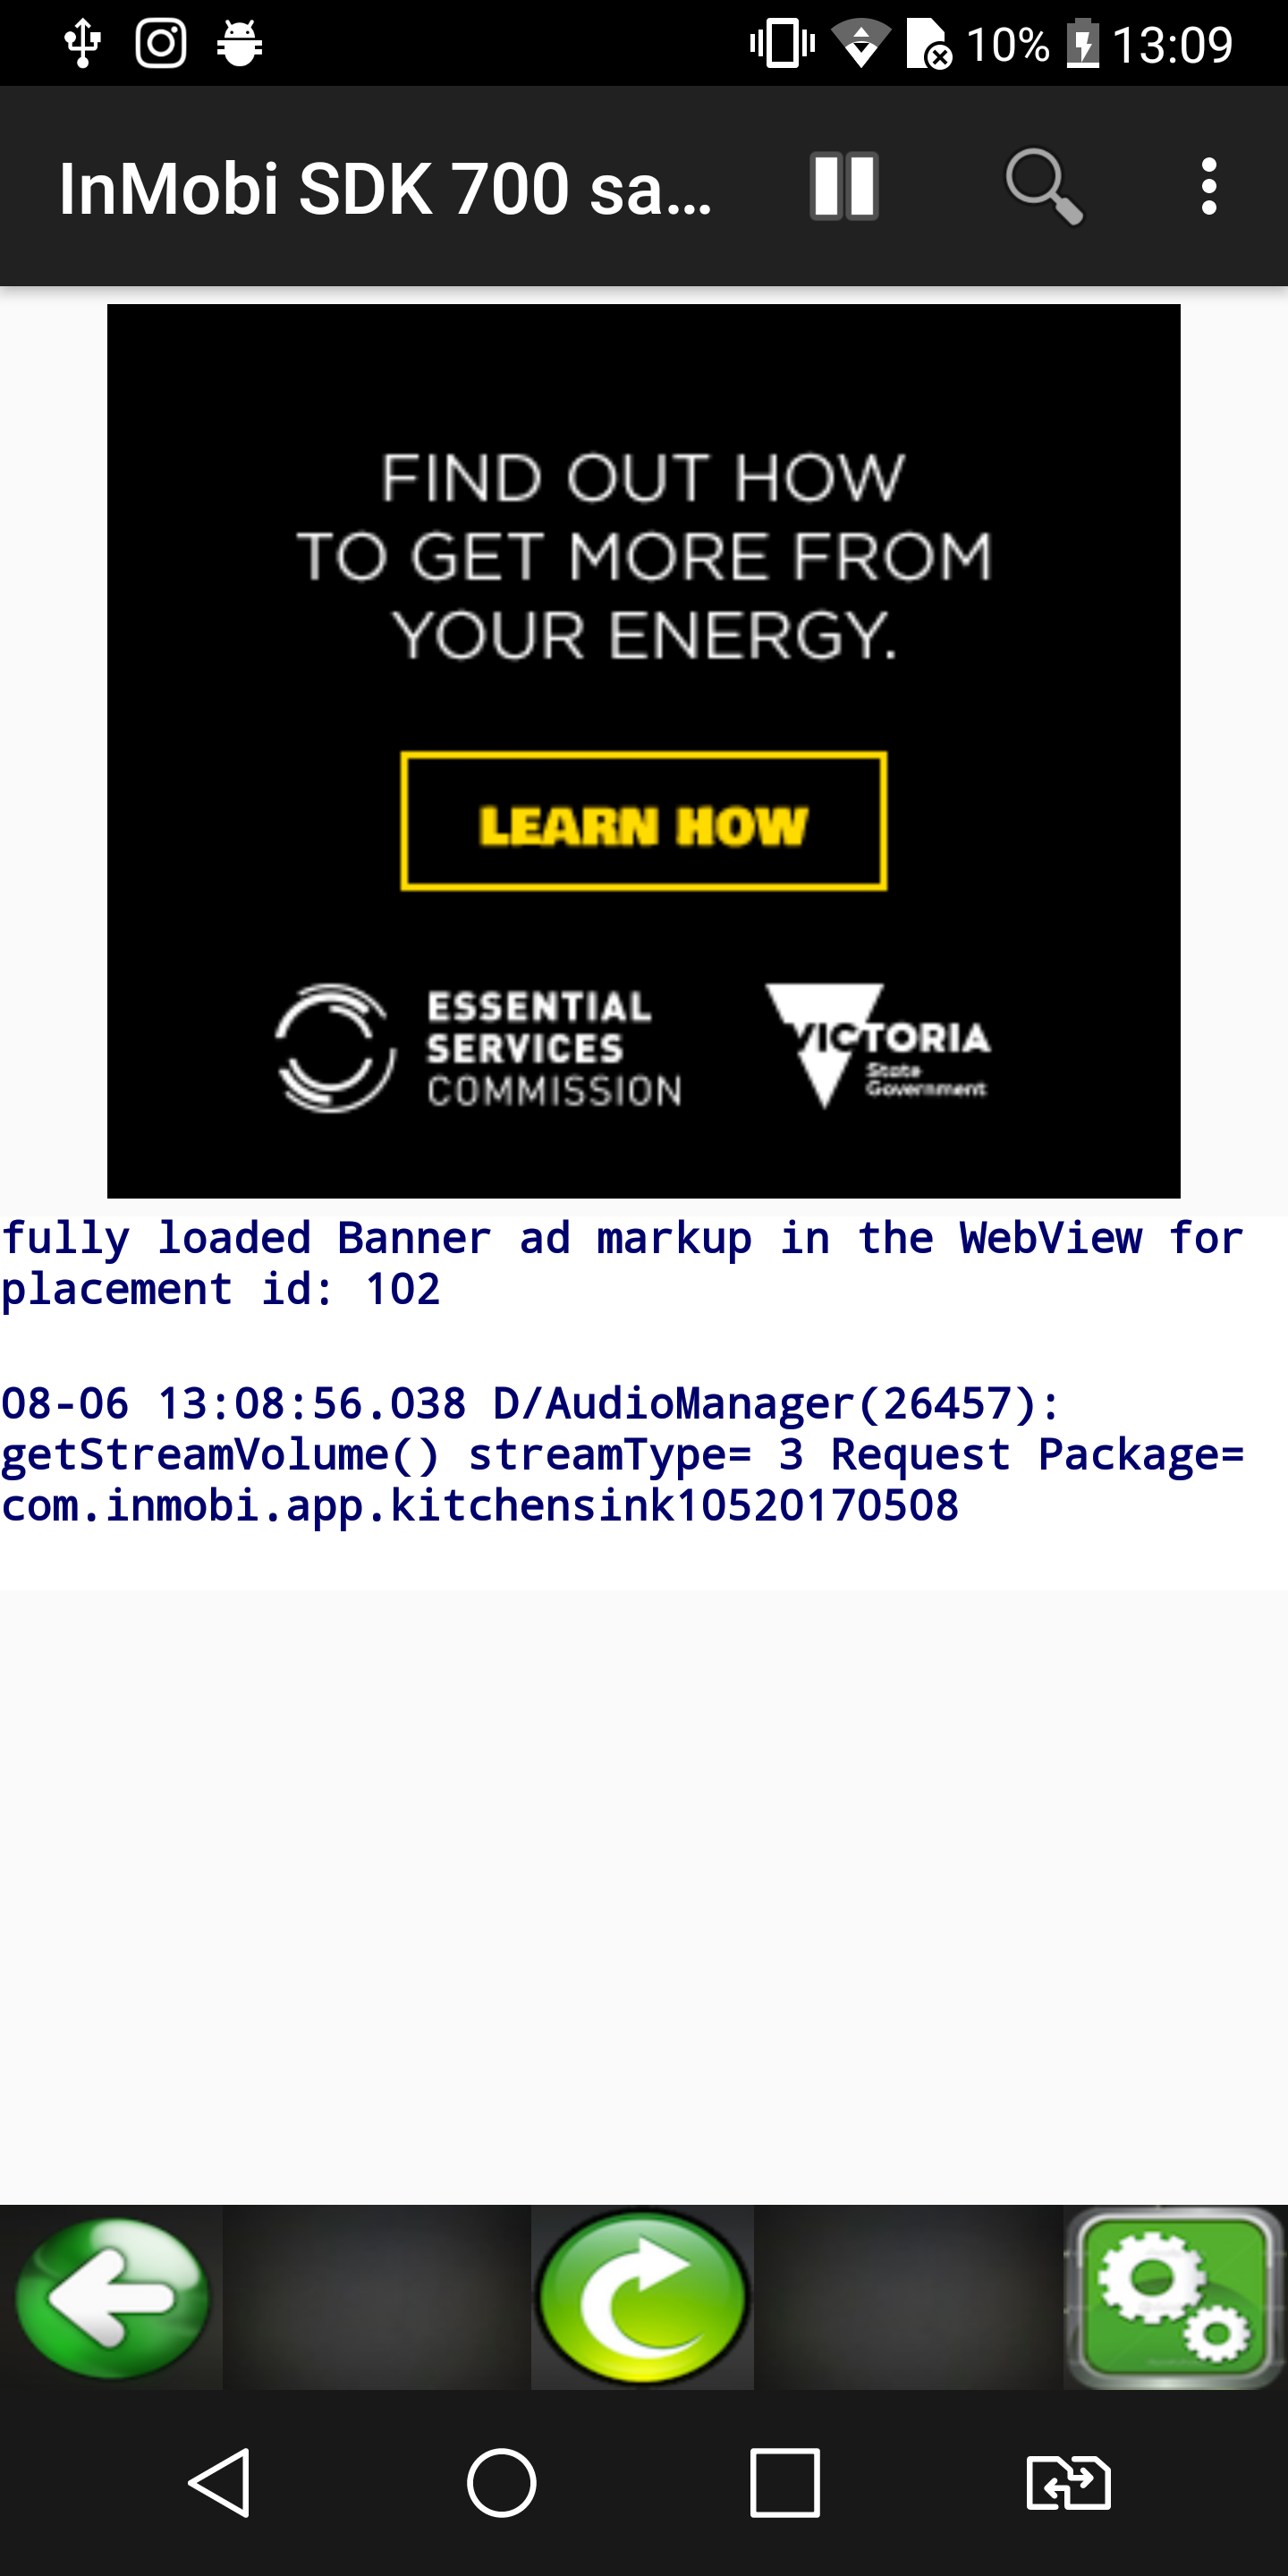 10% 13:09
InMobi SDK 700 sa...
FIND OUT HOW
TO GET MORE FROM
YOUR ENERGY.
LEARN HOW
ESSENTIAL
SERVICES
COMMISSION
VICTORIA
State
Government
fully loaded Banner ad markup in the WebView for
placement id: 102
08-06 13:08:56.038 D/AudioManager(26457):
getStreamVolume() streamType= 3 Request Package=
com.inmobi.app.kitchensink10520170508